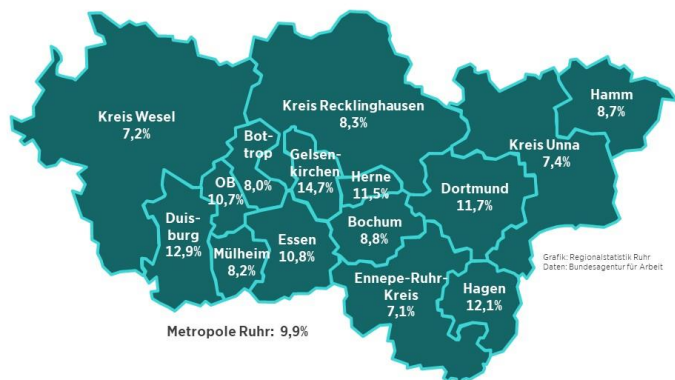 Kreis Wesel
7,2%
Kreis Recklinghausen
8,3%
Hamm
8,7%
Kreis Unna
7,4%
Bot-
trop
8,0%
Gelsen-
kirchen
14,7%
Herne
11,5%
OB
10,7%
Dortmund
11,7%
Duis-
burg
12,9%
Mülheim
8,2%
Essen
10,8%
Bochum
8,8%
Ennepe-Ruhr-
Kreis
7,1%
Hagen
12,1%
Grafik: Regionalstatistik Ruhr
Daten: Bundesagentur für Arbeit
Metropole Ruhr: 9,9%